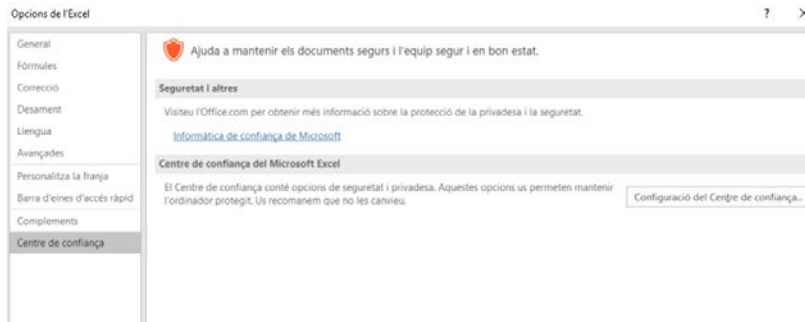 Opcions de l'Excel
?
General
Fórmules
Correcció
Desament
Llengua
Avançades
Personalitza la franja
Barra d'eines d'accés ràpid
Complements
Centre de confiança
Ajuda a mantenir els documents segurs i l'equip segur i en bon estat.
Seguretat i altres
Visiteu l'Office.com per obtenir més informació sobre la protecció de la privadesa i la seguretat.
Informàtica de confiança de Microsoft
Centre de confiança del Microsoft Excel
El Centre de confiança conté opcions de seguretat i privadesa. Aquestes opcions us permeten mantenir
l'ordinador protegit. Us recomanem que no les canvieu.
Configuració del Centre de confiança...